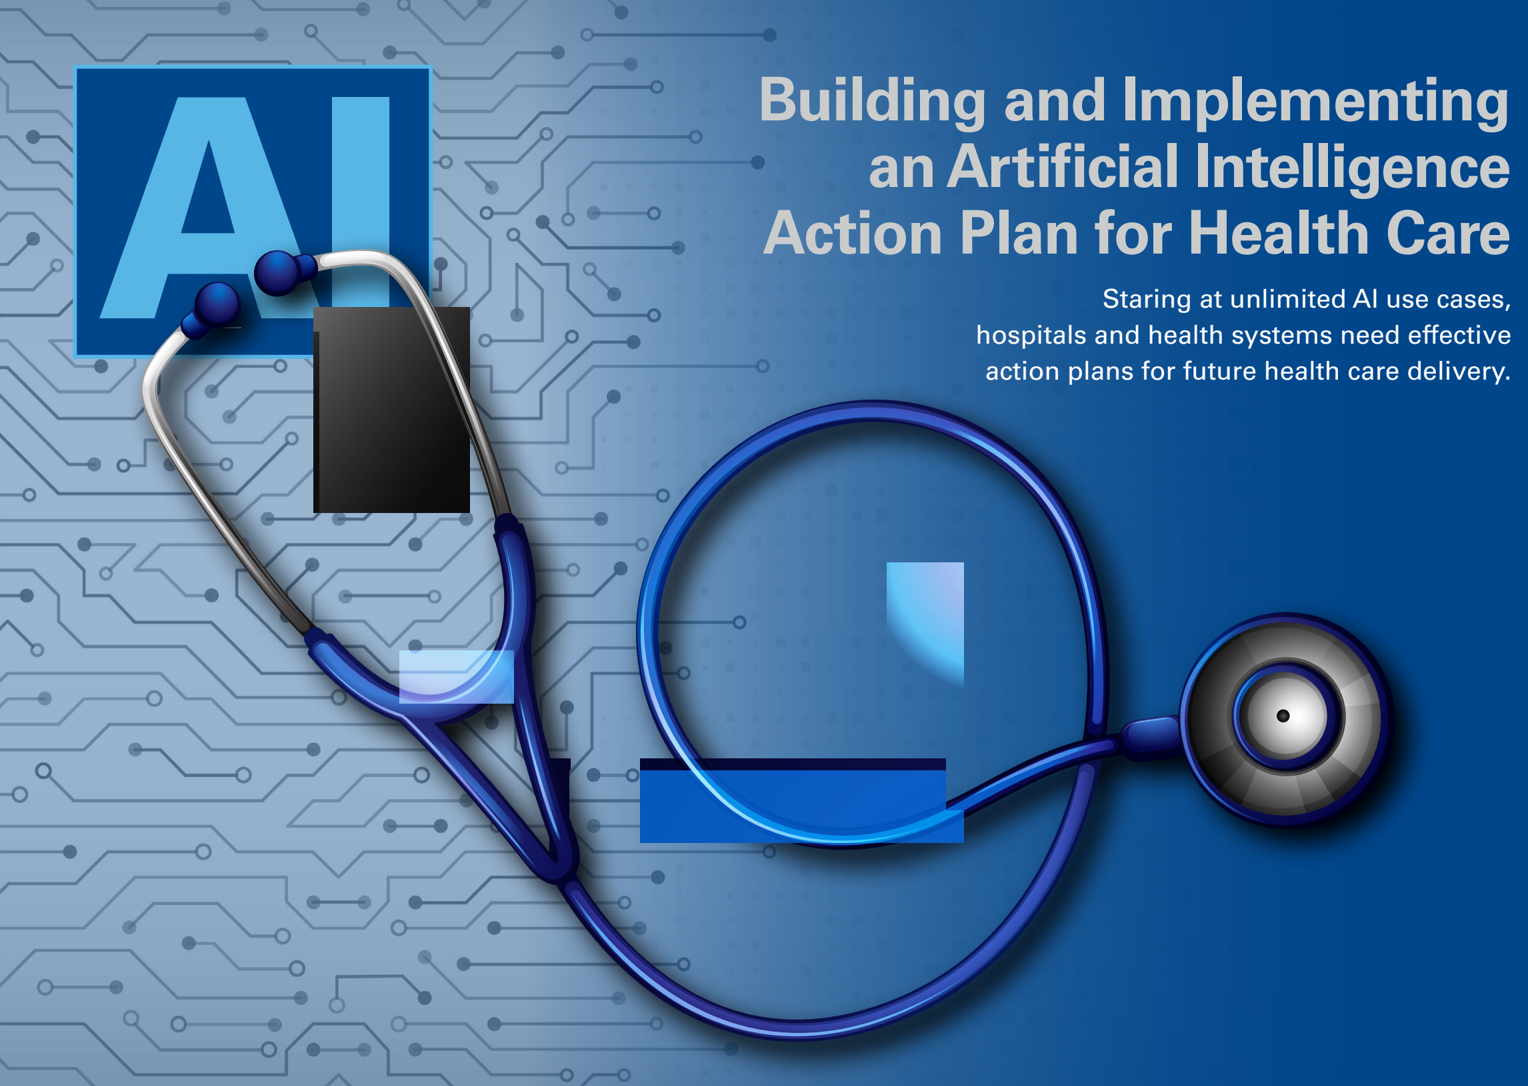 AI
Building and Implementing
an Artificial Intelligence
Action Plan for Health Care
Staring at unlimited AI use cases,
hospitals and health systems need effective
action plans for future health care delivery.